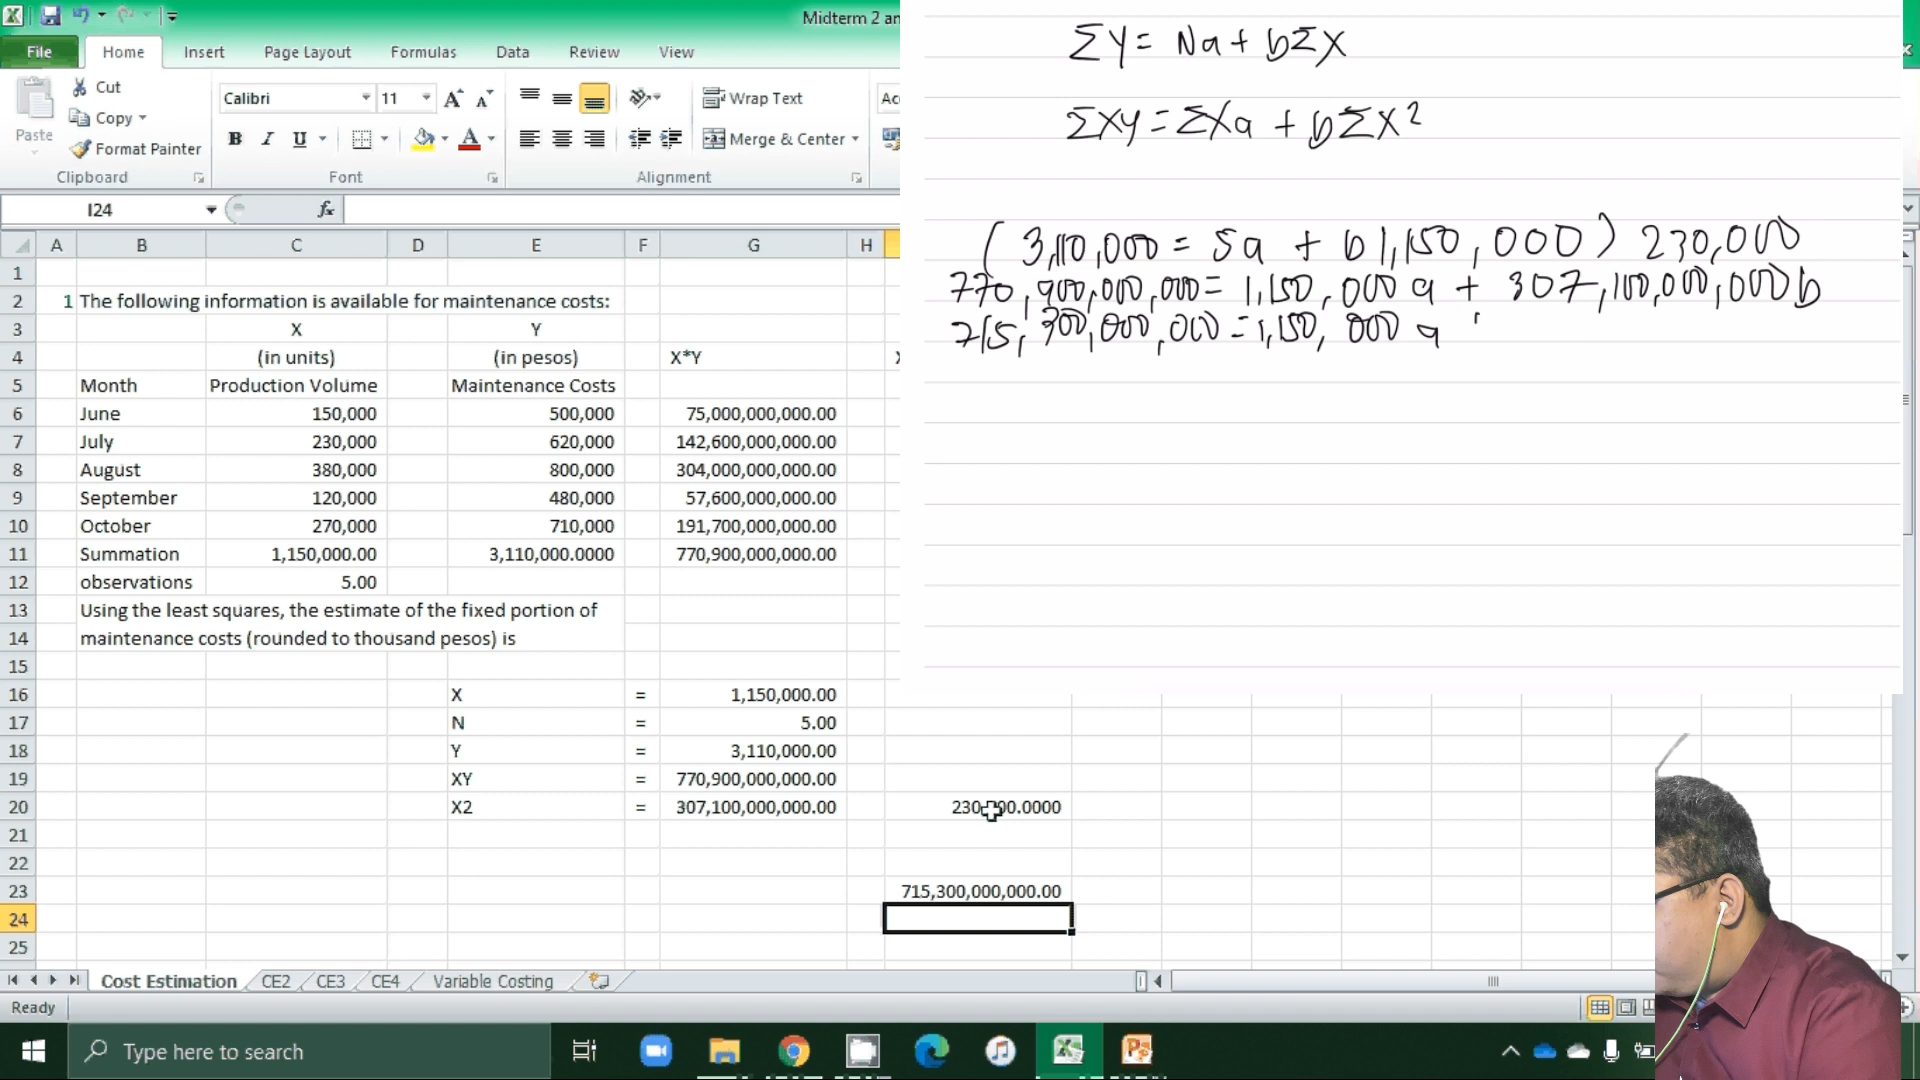 Midterm 2 an
File Home Insert Page Layout Formulas Data Review View
Cut
Copy
Format Painter
Paste
Clipboard
Calibri 11
B I U
Font
Wrap Text
Merge & Center
Alignment
Ac
I24 fx
A B C D E F G H
1
2 1 The following information is available for maintenance costs:
3 X Y
4 (in units) (in pesos) X*Y
5 Month Production Volume Maintenance Costs
6 June 150,000 500,000 75,000,000,000.00
7 July 230,000 620,000 142,600,000,000.00
8 August 380,000 800,000 304,000,000,000.00
9 September 120,000 480,000 57,600,000,000.00
10 October 270,000 710,000 191,700,000,000.00
11 Summation 1,150,000.00 3,110,000.0000 770,900,000,000.00
12 observations 5.00
13 Using the least squares, the estimate of the fixed portion of
14 maintenance costs (rounded to thousand pesos) is
15
16 X = 1,150,000.00
17 N = 5.00
18 Y = 3,110,000.00
19 XY = 770,900,000,000.00
20 X2 = 307,100,000,000.00
21
22
23 715,300,000,000.00
24
25
ΣY = Na + bΣX
ΣXY = ΣXa + bΣX2
(3,110,000 = 5a + b1,150,000) 230,000
770,900,000,000 = 1,150,000a + 307,100,000,000b
715,300,000,000 = 1,150,000a
Cost Estimation CE2 CE3 CE4 Variable Costing
Ready
Type here to search